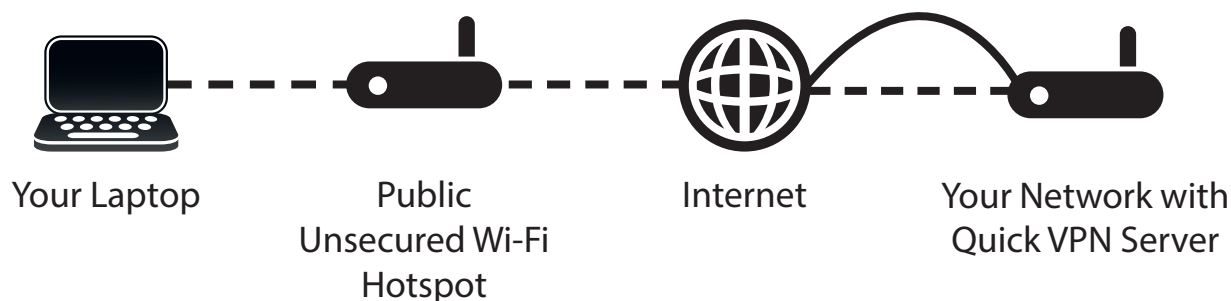 Your Laptop
Public
Unsecured Wi-Fi
Hotspot
Internet
Your Network with
Quick VPN Server